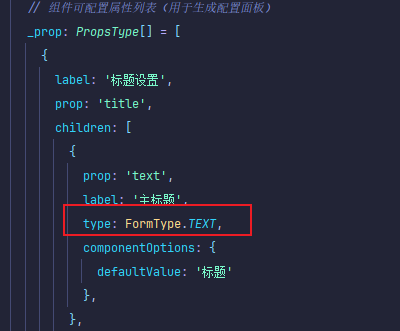 // 组件可配置属性列表（用于生成配置面板）
_prop: PropsType[] = [
{
label: '标题设置',
prop: 'title',
children: [
{
prop: 'text',
label: '主标题',
type: FormType.TEXT,
componentOptions: {
defaultValue: '标题'
},
},